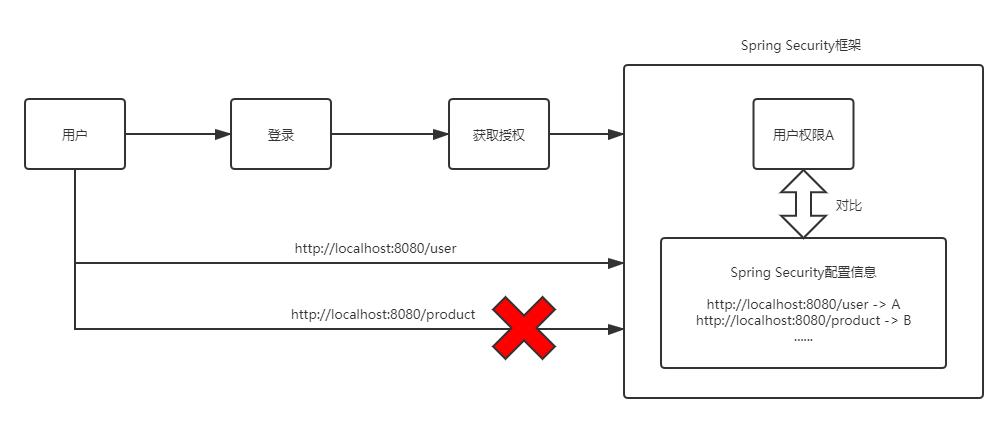 Spring Security框架
用户
登录
获取授权
用户权限A
对比
http://localhost:8080/user
http://localhost:8080/product
Spring Security配置信息
http://localhost:8080/user -> A
http://localhost:8080/product -> B
......